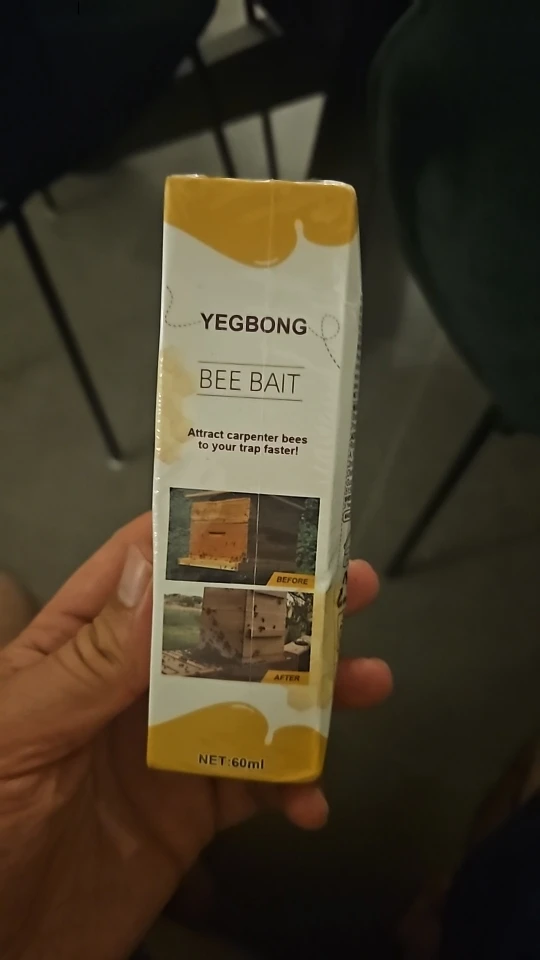 YEGBONG
BEE BAIT
Attract carpenter bees
to your trap faster!
BEFORE
AFTER
NET:60ml